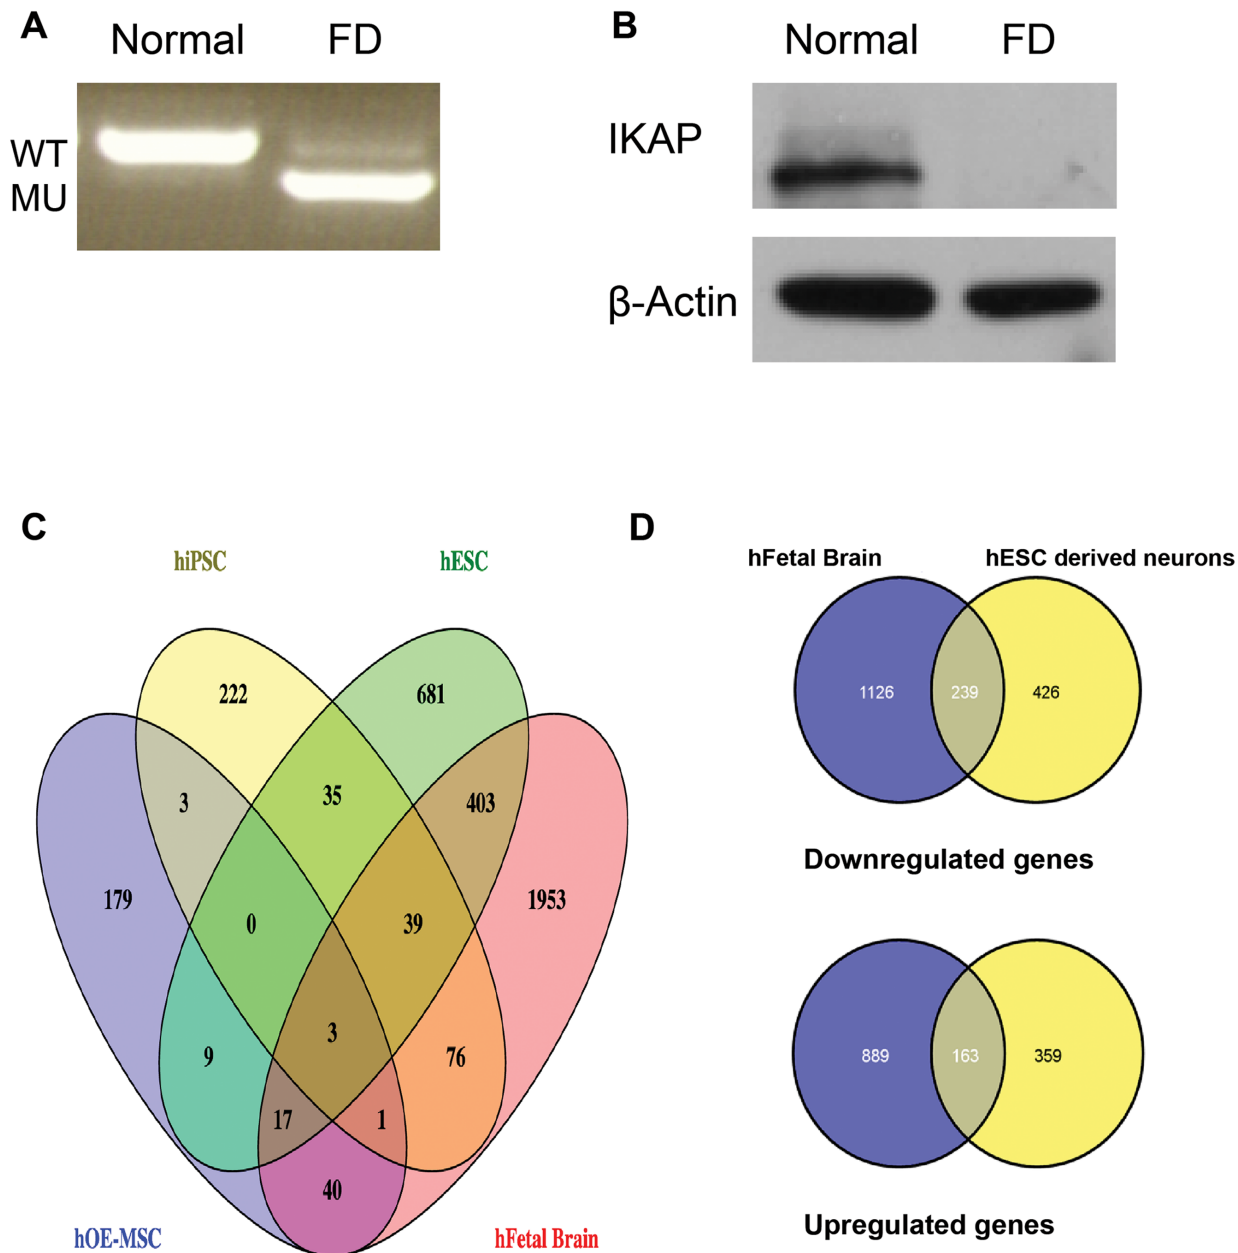 A
Normal FD
WT
MU
B
Normal FD
IKAP
β-Actin
C
hiPSC hESC
222 681
3 35 403
179 0 39 1953
9 3 76
17 1
40
hOE-MSC hFetal Brain
D
hFetal Brain hESC derived neurons
1126 239 426
Downregulated genes
889 163 359
Upregulated genes